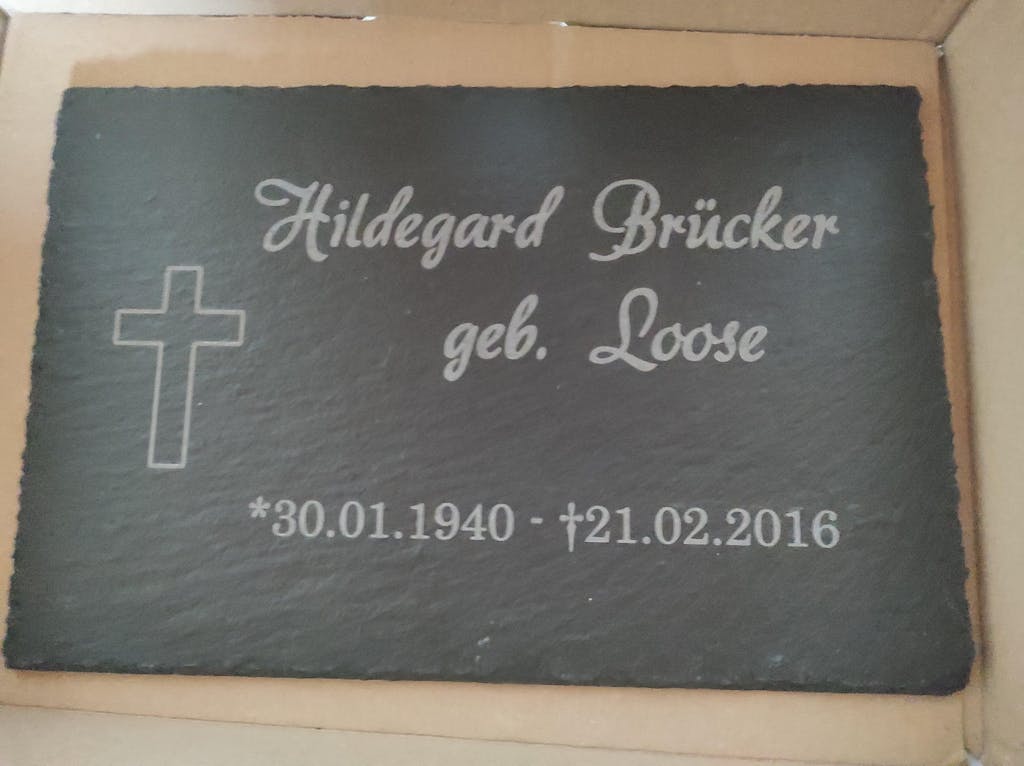 Hildegard Brücker
geb. Loose
*30.01.1940 - †21.02.2016